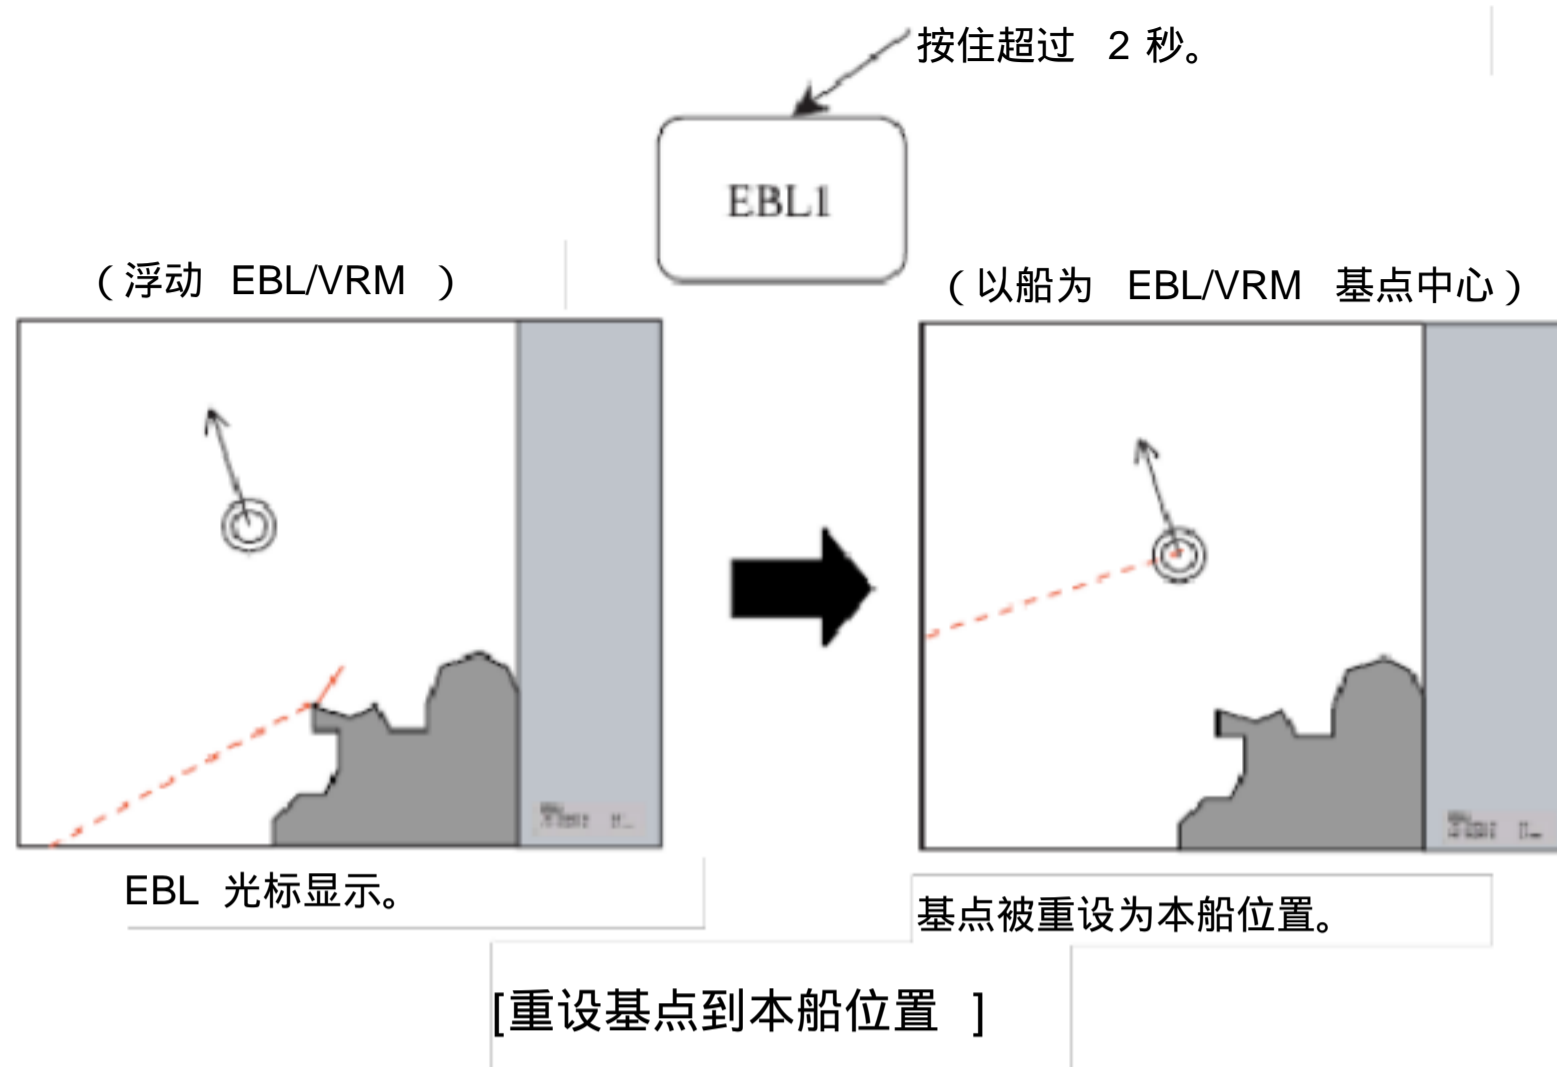 按住超过 2 秒。
EBL1
（浮动 EBL/VRM ）
（以船为 EBL/VRM 基点中心）
EBL 光标显示。
基点被重设为本船位置。
[重设基点到本船位置 ]